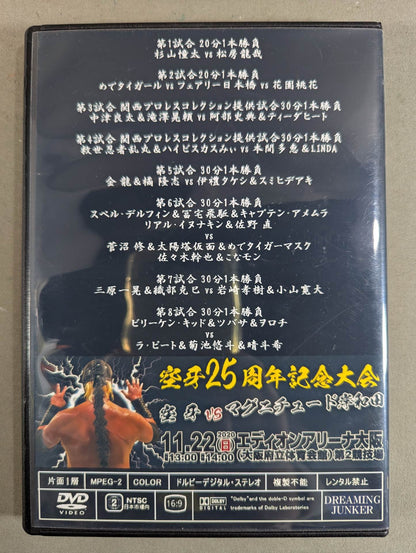 第1試合 20分1本勝負
杉山憧太 vs 松房龍哉
第2試合 20分1本勝負
めでタイガール vs フェアリー日本橋 vs 花園桃花
第3試合 関西プロレスコレクション提供試合30分1本勝負
中津良太&滝澤晃頼 vs 阿部史典&ティーダヒート
第4試合 関西プロレスコレクション提供試合30分1本勝負
救世忍者乱丸&ハイビスカスみぃ vs 本間多恵&LINDA
第5試合 30分1本勝負
金 龍&橘 隆志 vs 伊禮タケシ&スミヒデアキ
第6試合 30分1本勝負
スペル・デルフィン&冨宅飛駈&キャプテン・アメムラ
リアル・イヌナキン&佐野 直
vs
菅沼 修&太陽塔仮面&めでタイガーマスク
佐々木幹也&こなモン
第7試合 30分1本勝負
三原一晃&織部克巳 vs 岩崎孝樹&小山寛大
第8試合 30分1本勝負
ビリーケン・キッド&ツバサ&ヲロチ
vs
ラ・ビート&菊池悠斗&晴斗希
空牙25周年記念大会
空 牙 VS マグニチュード岸和田
2020
11.22(日) エディオンアリーナ大阪
開場13:00 開始14:00 (大阪府立体育会館)第2競技場
片面1層 MPEG-2 COLOR ドルビーデジタル・ステレオ 複製不能 レンタル禁止
DVD VIDEO 2 NTSC 日本市場内 16:9 DOLBY DIGITAL "Dolby"and the double-D symbol are trademarks of Dolby Laboratories DREAMING JUNKER